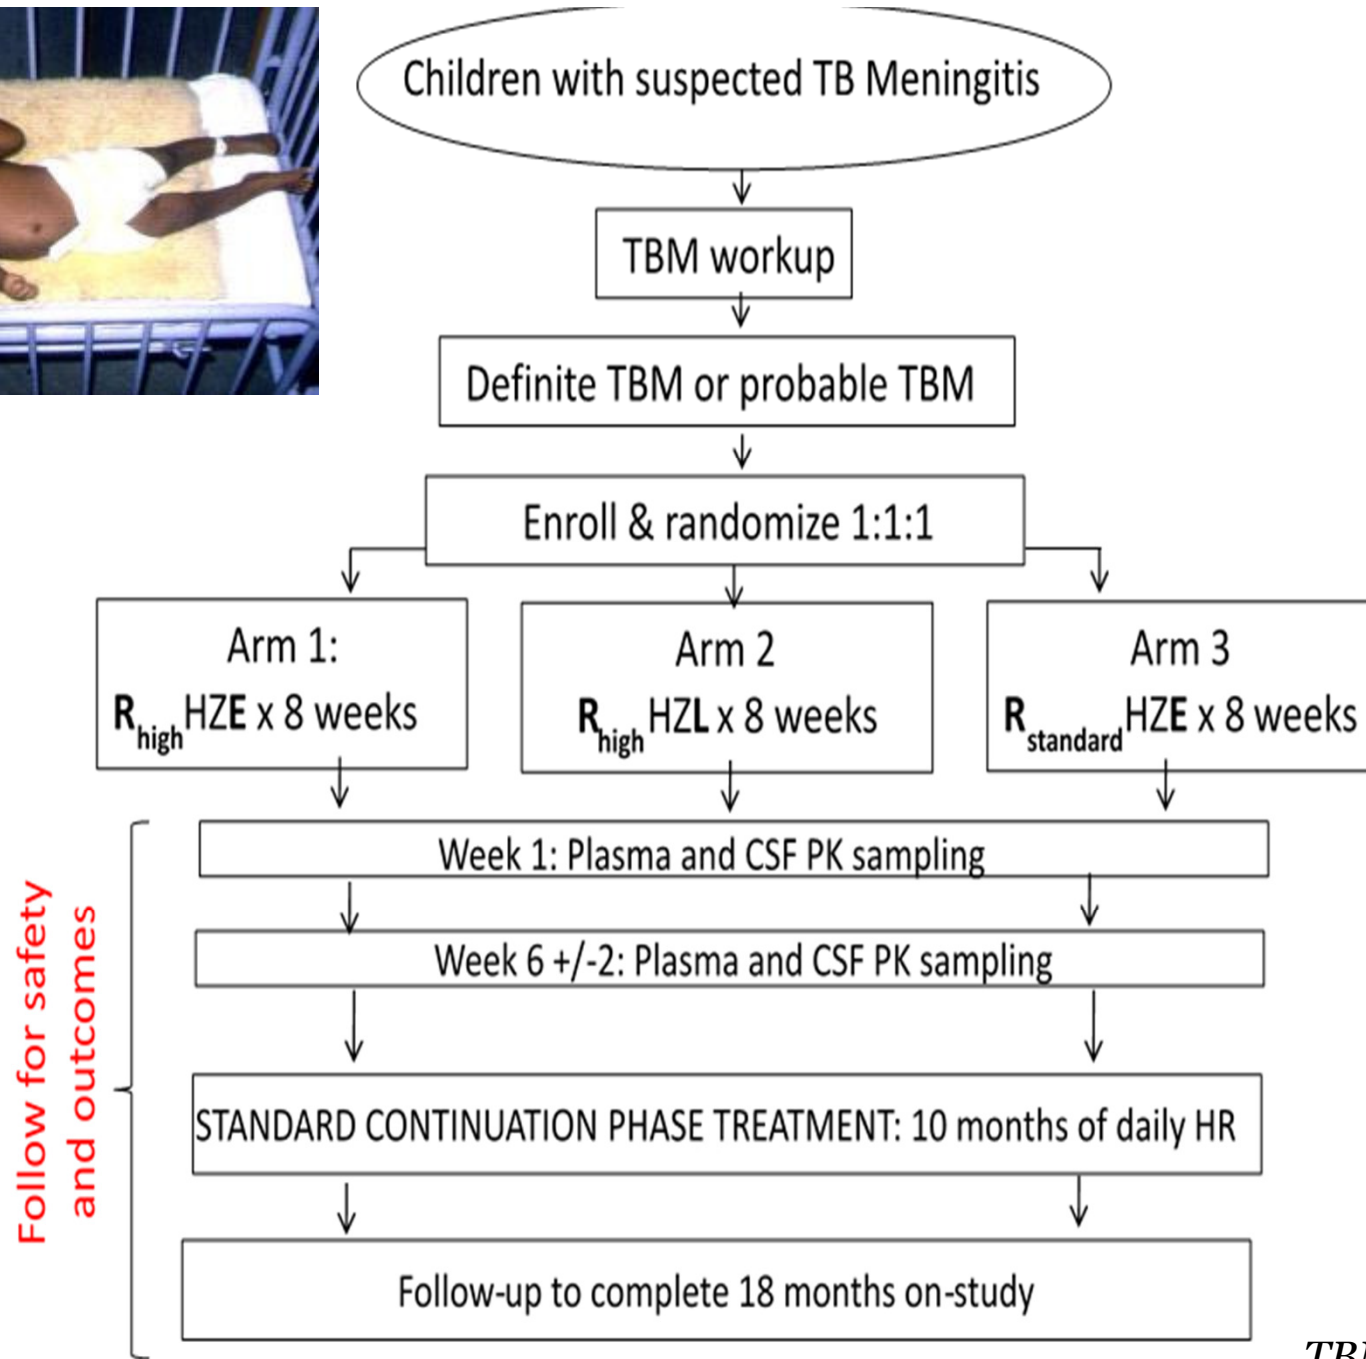 Children with suspected TB Meningitis
TBM workup
Definite TBM or probable TBM
Enroll & randomize 1:1:1
Arm 1:
RhighHZE x 8 weeks
Arm 2
Rhigh HZL x 8 weeks
Arm 3
RstandardHZE x 8 weeks
Week 1: Plasma and CSF PK sampling
Week 6 +/-2: Plasma and CSF PK sampling
STANDARD CONTINUATION PHASE TREATMENT: 10 months of daily HR
Follow-up to complete 18 months on-study
Follow for safety
and outcomes